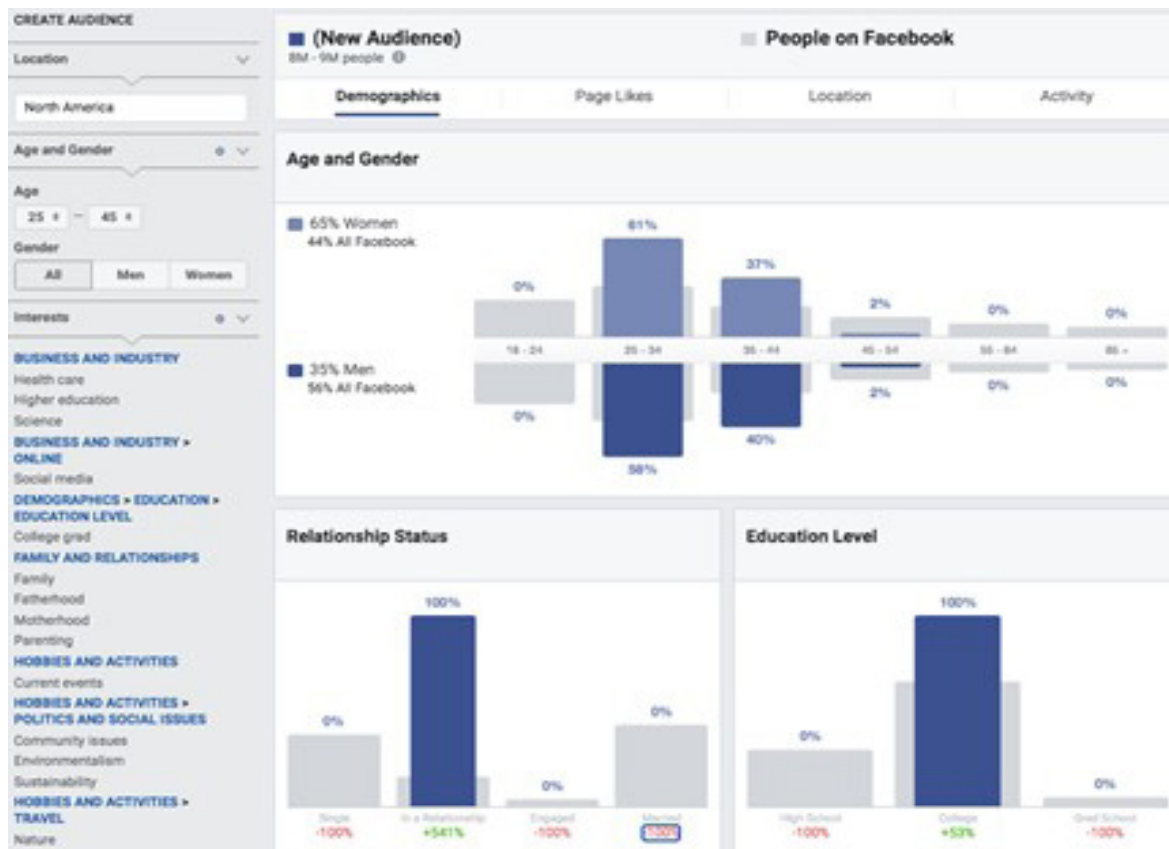 CREATE AUDIENCE
Location
North America
Age and Gender
Age
25 – 45
Gender
All Men Women
Interests
BUSINESS AND INDUSTRY
Health care
Higher education
Science
BUSINESS AND INDUSTRY >
ONLINE
Social media
DEMOGRAPHICS > EDUCATION >
EDUCATION LEVEL
College grad
FAMILY AND RELATIONSHIPS
Family
Fatherhood
Motherhood
Parenting
HOBBIES AND ACTIVITIES
Current events
HOBBIES AND ACTIVITIES >
POLITICS AND SOCIAL ISSUES
Community issues
Environmentalism
Sustainability
HOBBIES AND ACTIVITIES >
TRAVEL
Nature
(New Audience) People on Facebook
8M - 9M people
Demographics Page Likes Location Activity
Age and Gender
65% Women
44% All Facebook
61%
37%
0% 2% 0% 0%
18 - 24 25 - 34 35 - 44 45 - 54 55 - 64 65 +
35% Men
56% All Facebook
0% 2% 0% 0%
40%
58%
Relationship Status
100%
0% 0% 0%
Single In a Relationship Engaged Married
-100% +541% -100% -100%
Education Level
100%
0% 0%
High School College Grad School
-100% +53% -100%